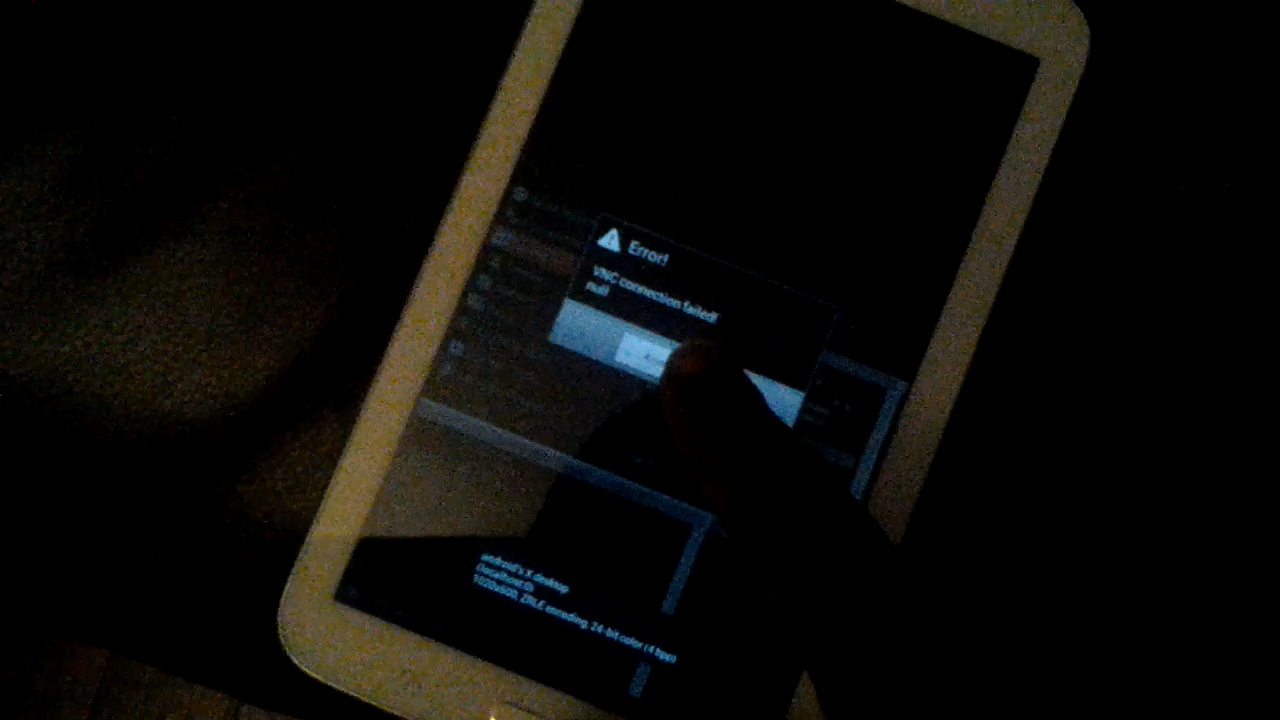 Error!
VNC connection failed!
null
android's X desktop
(localhost:0)
1020x600, ZRLE encoding, 24-bit color (4 bpp)